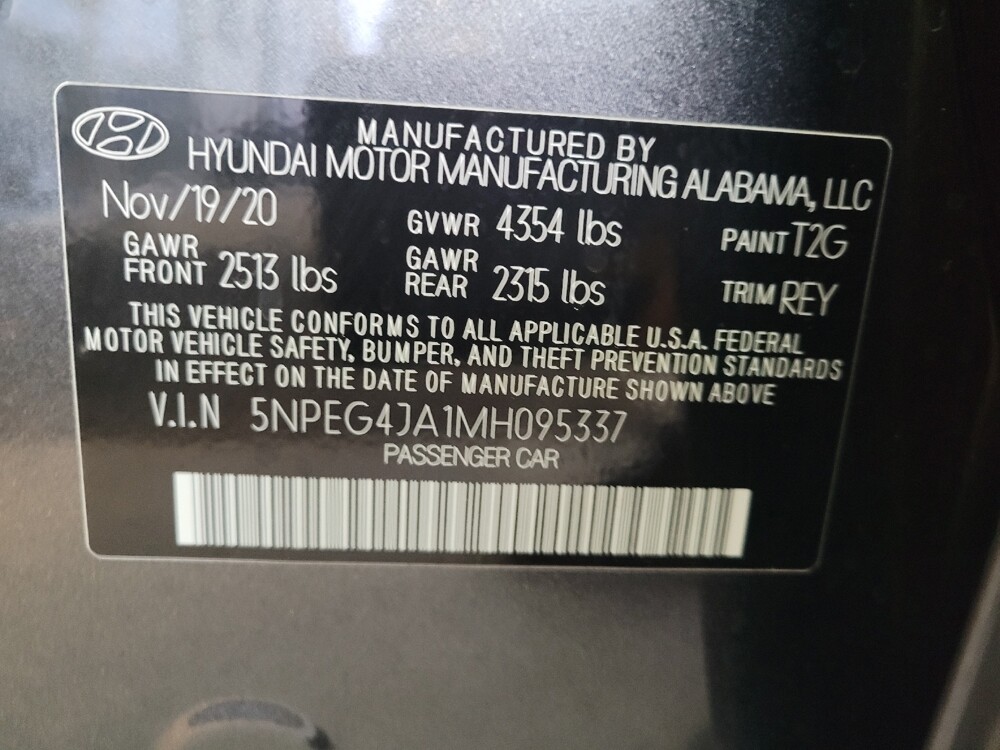 MANUFACTURED BY
HYUNDAI MOTOR MANUFACTURING ALABAMA, LLC
Nov/19/20 GVWR 4354 lbs PAINT T2G
GAWR FRONT 2513 lbs GAWR REAR 2315 lbs TRIM REY
THIS VEHICLE CONFORMS TO ALL APPLICABLE U.S.A. FEDERAL
MOTOR VEHICLE SAFETY, BUMPER, AND THEFT PREVENTION STANDARDS
IN EFFECT ON THE DATE OF MANUFACTURE SHOWN ABOVE
V.I.N 5NPEG4JA1MH095337
PASSENGER CAR